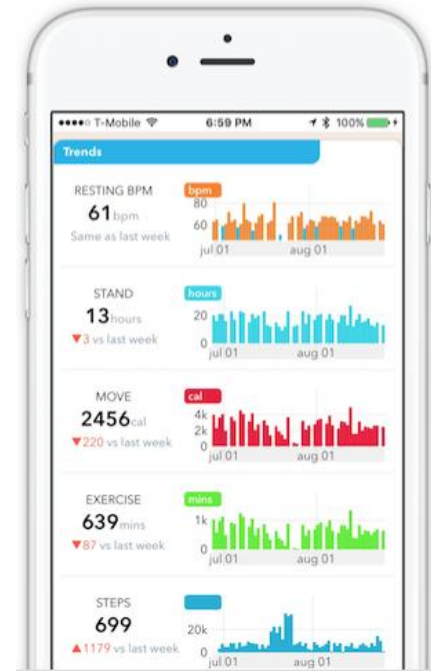 T-Mobile 6:59 PM 100%
Trends
RESTING BPM
61 bpm
Same as last week
bpm
80
60
jul 01 aug 01
STAND
13 hours
▼3 vs last week
hours
20
0
jul 01 aug 01
MOVE
2456 cal
▼220 vs last week
cal
4k
2k
0
jul 01 aug 01
EXERCISE
639 mins
▼87 vs last week
mins
1k
0
jul 01 aug 01
STEPS
699
▲1179 vs last week
20k
0
jul 01 aug 01